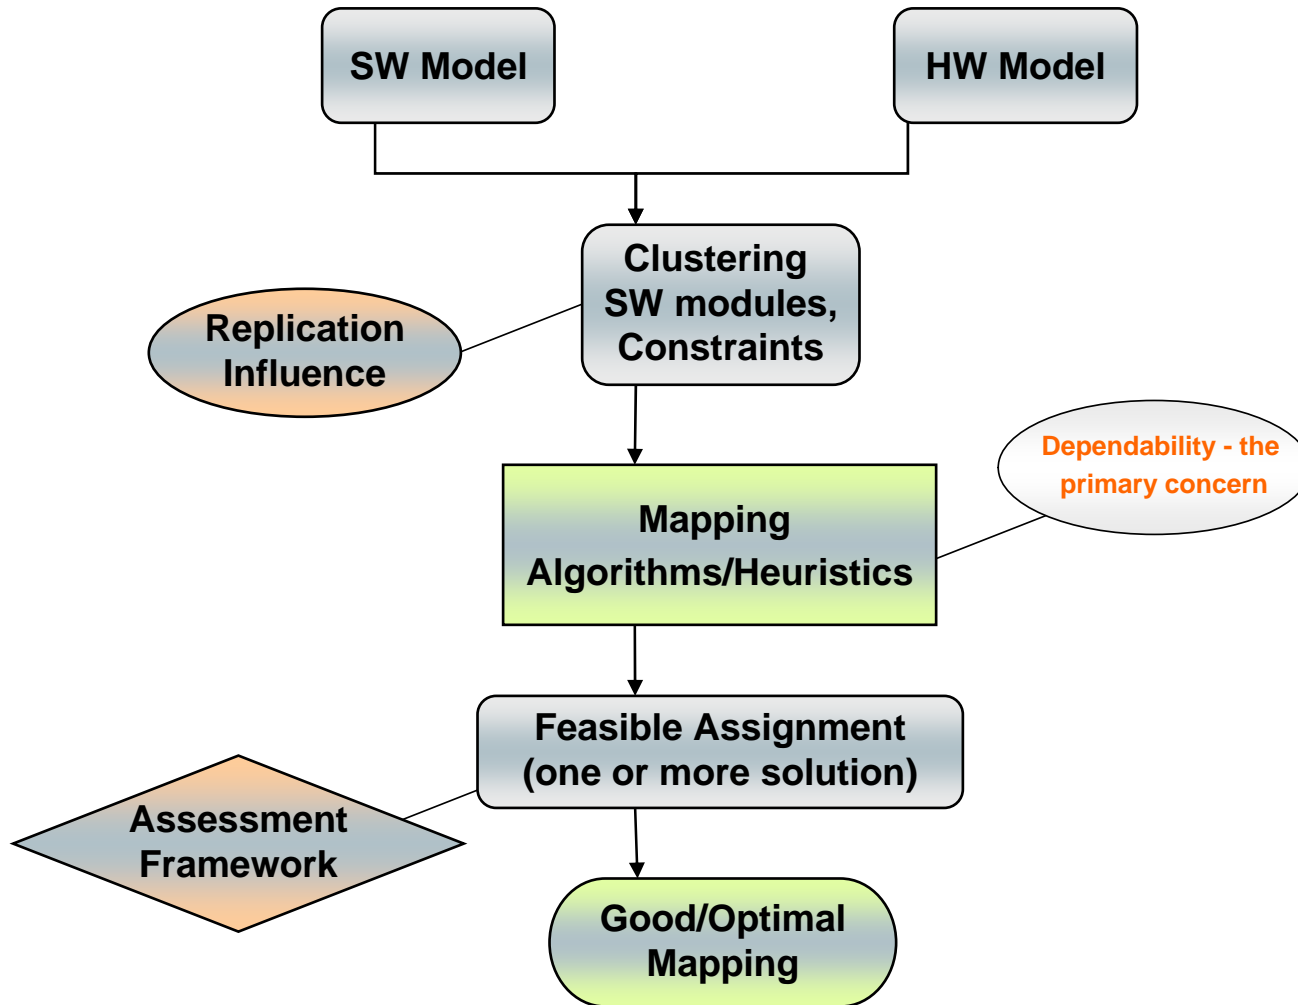 SW Model
HW Model
Clustering
SW modules,
Constraints
Replication
Influence
Dependability - the
primary concern
Mapping
Algorithms/Heuristics
Feasible Assignment
(one or more solution)
Assessment
Framework
Good/Optimal
Mapping